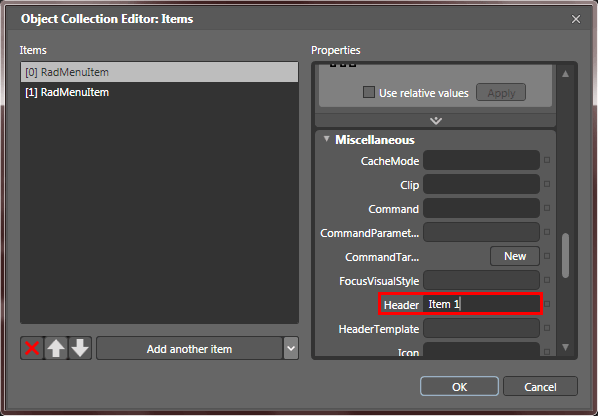 Object Collection Editor: Items
Items
Properties
[0] RadMenuItem
[1] RadMenuItem
Use relative values
Apply
Miscellaneous
CacheMode
Clip
Command
CommandParamet...
CommandTar...
New
FocusVisualStyle
Header
Item 1
HeaderTemplate
Icon
Add another item
OK
Cancel